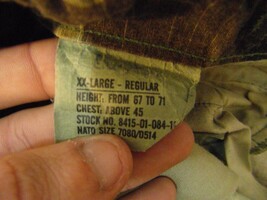 XX-LARGE - REGULAR
HEIGHT: FROM 67 TO 71
CHEST: ABOVE 45
STOCK NO. 8415-01-084-1
NATO SIZE 7080/0514